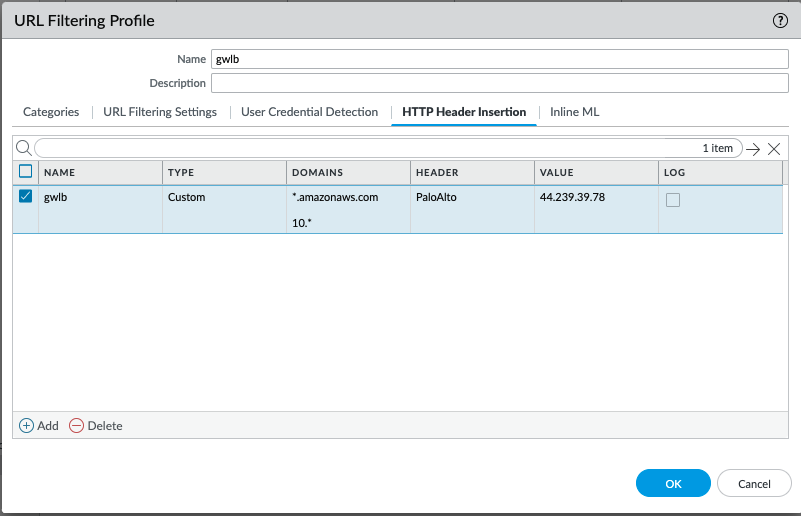 URL Filtering Profile
Name gwlb
Description
Categories URL Filtering Settings User Credential Detection HTTP Header Insertion Inline ML
1 item
NAME TYPE DOMAINS HEADER VALUE LOG
gwlb Custom *.amazonaws.com PaloAlto 44.239.39.78
10.*
Add Delete
OK Cancel